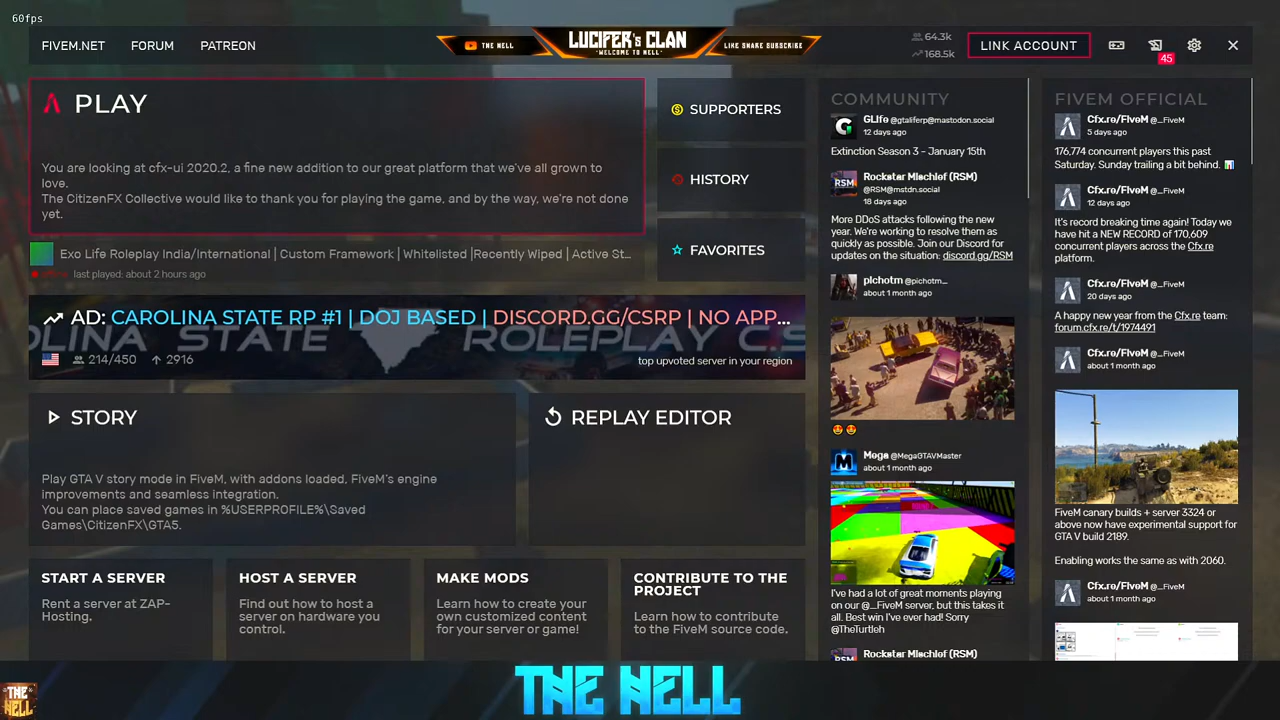 60fps
FIVEM.NET
FORUM
PATREON
THE NELL
LUCIFER's CLAN
-WELCOME TO HELL-
LIKE SHARE SUBSCRIBE
64.3k
168.5k
LINK ACCOUNT
45
PLAY
You are looking at cfx-ui 2020.2, a fine new addition to our great platform that we've all grown to
love.
The CitizenFX Collective would like to thank you for playing the game, and by the way, we're not done
yet.
Exo Life Roleplay India/International | Custom Framework | Whitelisted |Recently Wiped | Active St...
last played: about 2 hours ago
SUPPORTERS
HISTORY
FAVORITES
AD: CAROLINA STATE RP #1 | DOJ BASED | DISCORD.GG/CSRP | NO APP...
OLINA STATE ROLEPLAY C.S
214/450
2916
top upvoted server in your region
STORY
Play GTA V story mode in FiveM, with addons loaded, FiveM's engine
improvements and seamless integration.
You can place saved games in %USERPROFILE%\Saved
Games\CitizenFX\GTA5.
REPLAY EDITOR
START A SERVER
Rent a server at ZAP-
Hosting.
HOST A SERVER
Find out how to host a
server on hardware you
control.
MAKE MODS
Learn how to create your
own customized content
for your server or game!
CONTRIBUTE TO THE
PROJECT
Learn how to contribute
to the FiveM source code.
COMMUNITY
GLife @gtaliferp@mastodon.social
12 days ago
Extinction Season 3 - January 15th
RSM
Rockstar Mischief (RSM)
@RSM@mstdn.social
18 days ago
More DDoS attacks following the new
year. We're working to resolve them as
quickly as possible. Join our Discord for
updates on the situation: discord.gg/RSM
pichotm @pichotm_
about 1 month ago
😍😍
Mega @MegaGTAVMaster
about 1 month ago
I've had a lot of great moments playing
on our @_FiveM server, but this takes it
all. Best win I've ever had! Sorry
@TheTurtleh
RSM
Rockstar Mischief (RSM)
FIVEM OFFICIAL
Cfx.re/FiveM @_FiveM
5 days ago
176,774 concurrent players this past
Saturday. Sunday trailing a bit behind. 📊
Cfx.re/FiveM @_FiveM
12 days ago
It's record breaking time again! Today we
have hit a NEW RECORD of 170,609
concurrent players across the Cfx.re
platform.
Cfx.re/FiveM @_FiveM
20 days ago
A happy new year from the Cfx.re team:
forum.cfx.re/t/1974491
Cfx.re/FiveM @_FiveM
about 1 month ago
FiveM canary builds + server 3324 or
above now have experimental support for
GTA V build 2189.
Enabling works the same as with 2060.
Cfx.re/FiveM @_FiveM
about 1 month ago
THE NELL
THE NELL